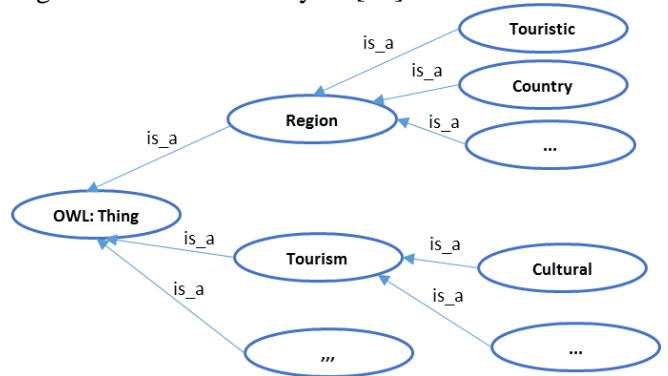 Touristic
is_a
is_a
Country
Region
is_a
...
is_a
OWL: Thing
is_a
Tourism
is_a
Cultural
is_a
is_a
,,,
...